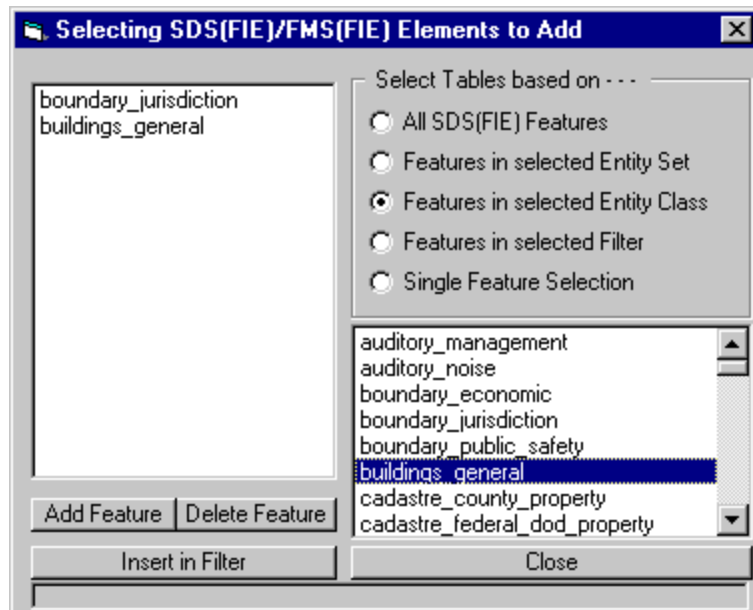 Selecting SDS(FIE)/FMS(FIE) Elements to Add
boundary_jurisdiction
buildings_general
Select Tables based on - - -
All SDS(FIE) Features
Features in selected Entity Set
Features in selected Entity Class
Features in selected Filter
Single Feature Selection
auditory_management
auditory_noise
boundary_economic
boundary_jurisdiction
boundary_public_safety
buildings_general
cadastre_county_property
cadastre_federal_dod_property
Add Feature
Delete Feature
Insert in Filter
Close